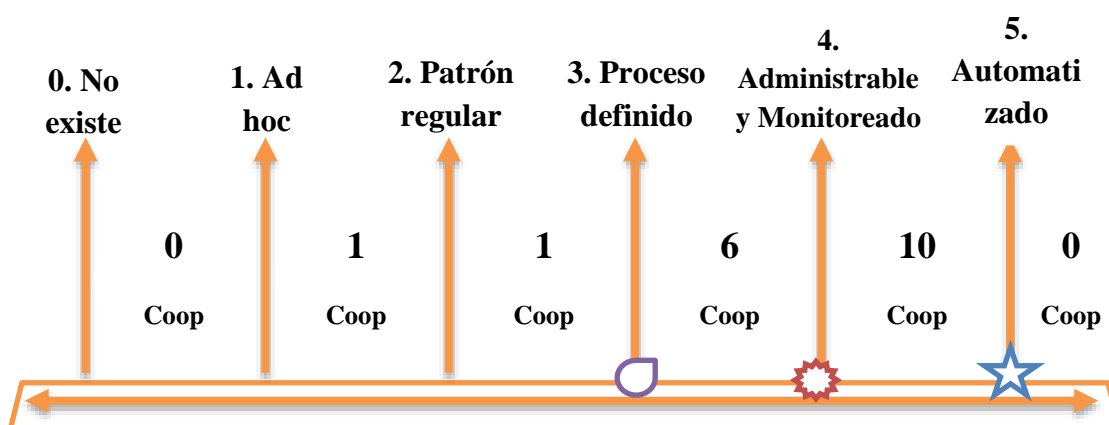 0. No
existe
1. Ad
hoc
2. Patrón
regular
3. Proceso
definido
4.
Administrable
y Monitoreado
5.
Automati
zado
0
Coop
1
Coop
1
Coop
6
Coop
10
Coop
0
Coop